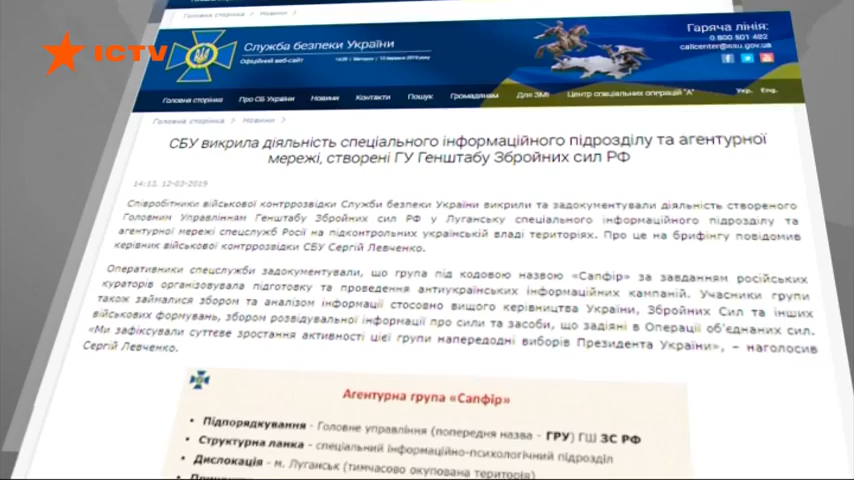 Головна сторінка > Новини >
ICTV
Служба безпеки України
Офіційний веб-сайт
Гаряча лінія:
0 800 501 482
callcenter@ssu.gov.ua
Головна сторінка Про СБ України Новини Контакти Пошук Громадянам Для ЗМІ Центр спеціальних операцій "А" Укр. Eng.
Головна сторінка > Новини >
СБУ викрила діяльність спеціального інформаційного підрозділу та агентурної
мережі, створені ГУ Генштабу Збройних сил РФ
14:13, 12-03-2019
Співробітники військової контррозвідки Служби безпеки України викрили та задокументували діяльність створеного
Головним Управлінням Генштабу Збройних сил РФ у Луганську спеціального інформаційного підрозділу та
агентурної мережі спецслужб Росії на підконтрольних українській владі територіях. Про це на брифінгу повідомив
керівник військової контррозвідки СБУ Сергій Левченко.
Оперативники спецслужби задокументували, що група під кодовою назвою «Сапфір» за завданням російських
кураторів організовувала підготовку та проведення антиукраїнських інформаційних кампаній. Учасники групи
також займалися збором та аналізом інформації стосовно вищого керівництва України, Збройних Сил та інших
військових формувань, збором розвідувальної інформації про сили та засоби, що задіяні в Операції об'єднаних сил.
«Ми зафіксували суттєве зростання активності цієї групи напередодні виборів Президента України», – наголосив
Сергій Левченко.
Агентурна група «Сапфір»
• Підпорядкування - Головне управління (попередня назва - ГРУ) ГШ ЗС РФ
• Структурна ланка - спеціальний інформаційно-психологічний підрозділ
• Дислокація - м. Луганськ (тимчасово окупована територія)